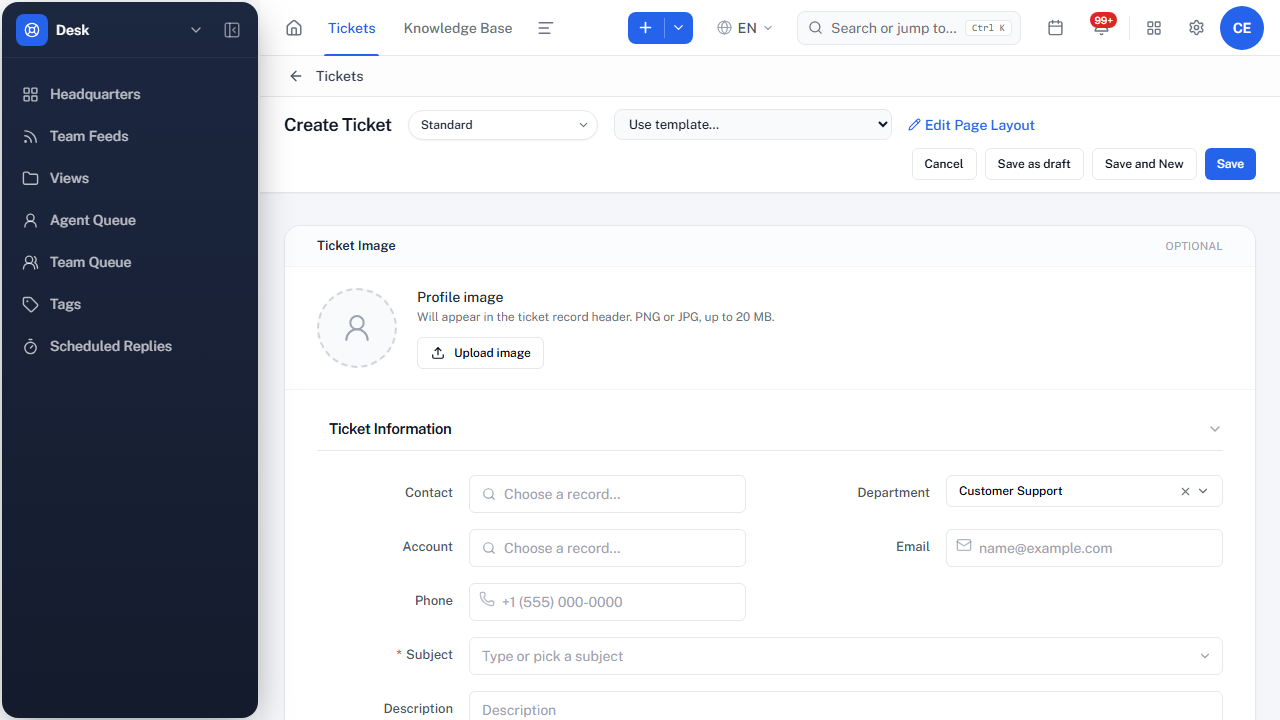 Desk
Headquarters
Team Feeds
Views
Agent Queue
Team Queue
Tags
Scheduled Replies
Tickets
Knowledge Base
EN
Search or jump to...
Ctrl K
99+
CE
Tickets
Create Ticket
Standard
Use template...
Edit Page Layout
Cancel
Save as draft
Save and New
Save
Ticket Image
OPTIONAL
Profile image
Will appear in the ticket record header. PNG or JPG, up to 20 MB.
Upload image
Ticket Information
Contact
Choose a record...
Department
Customer Support
Account
Choose a record...
Email
name@example.com
Phone
+1 (555) 000-0000
* Subject
Type or pick a subject
Description
Description